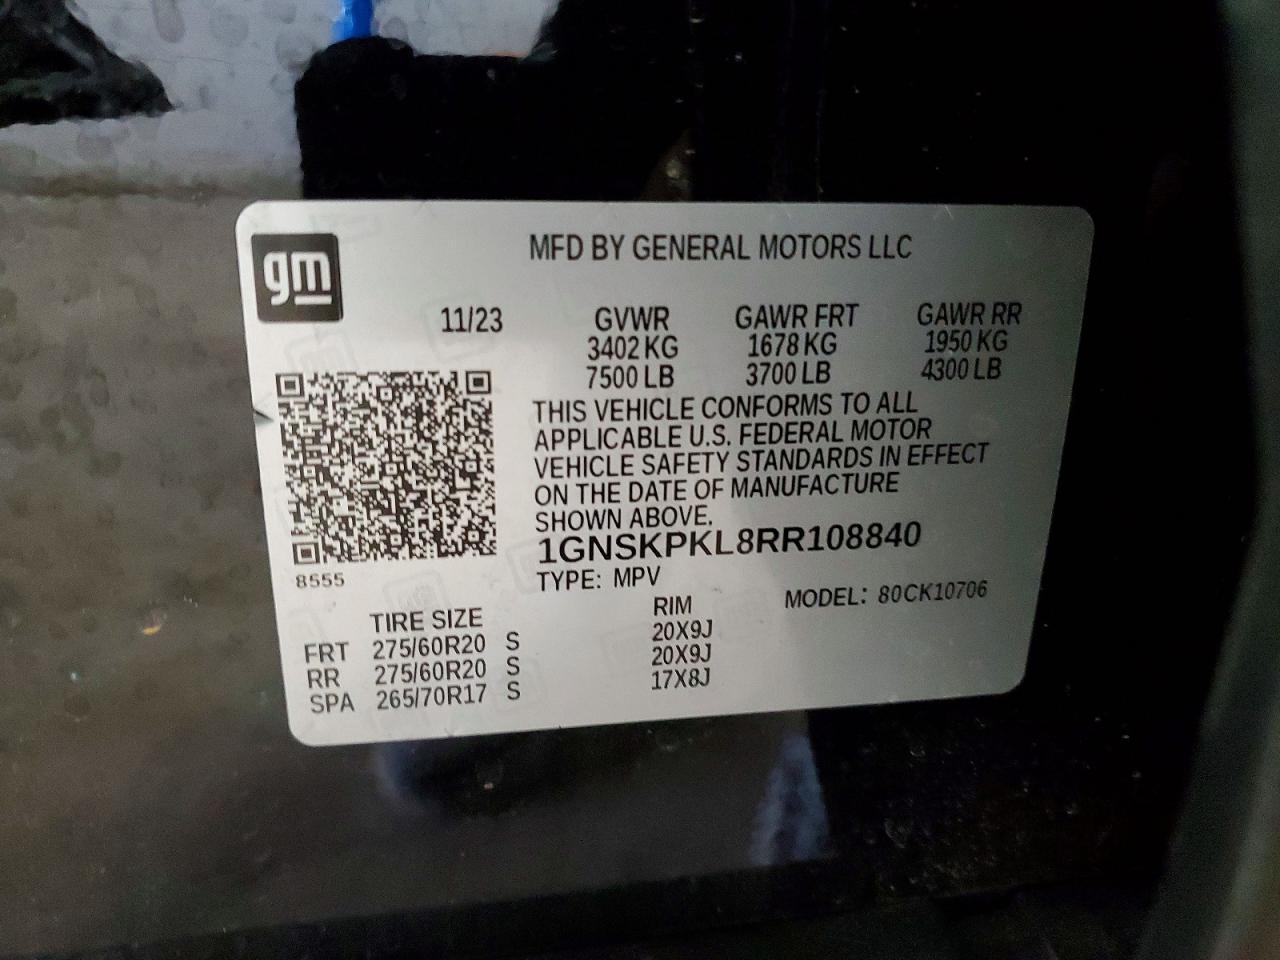 gm
MFD BY GENERAL MOTORS LLC
11/23 GVWR GAWR FRT GAWR RR
3402 KG 1678 KG 1950 KG
7500 LB 3700 LB 4300 LB
THIS VEHICLE CONFORMS TO ALL
APPLICABLE U.S. FEDERAL MOTOR
VEHICLE SAFETY STANDARDS IN EFFECT
ON THE DATE OF MANUFACTURE
SHOWN ABOVE.
1GNSKPKL8RR108840
8555
TYPE: MPV
MODEL: 80CK10706
TIRE SIZE RIM
FRT 275/60R20 S 20X9J
RR 275/60R20 S 20X9J
SPA 265/70R17 S 17X8J